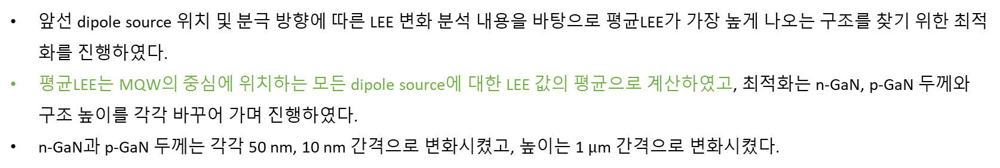 • 앞선 dipole source 위치 및 분극 방향에 따른 LEE 변화 분석 내용을 바탕으로 평균LEE가 가장 높게 나오는 구조를 찾기 위한 최적
화를 진행하였다.
• 평균LEE는 MQW의 중심에 위치하는 모든 dipole source에 대한 LEE 값의 평균으로 계산하였고, 최적화는 n-GaN, p-GaN 두께와
구조 높이를 각각 바꾸어 가며 진행하였다.
• n-GaN과 p-GaN 두께는 각각 50 nm, 10 nm 간격으로 변화시켰고, 높이는 1 μm 간격으로 변화시켰다.